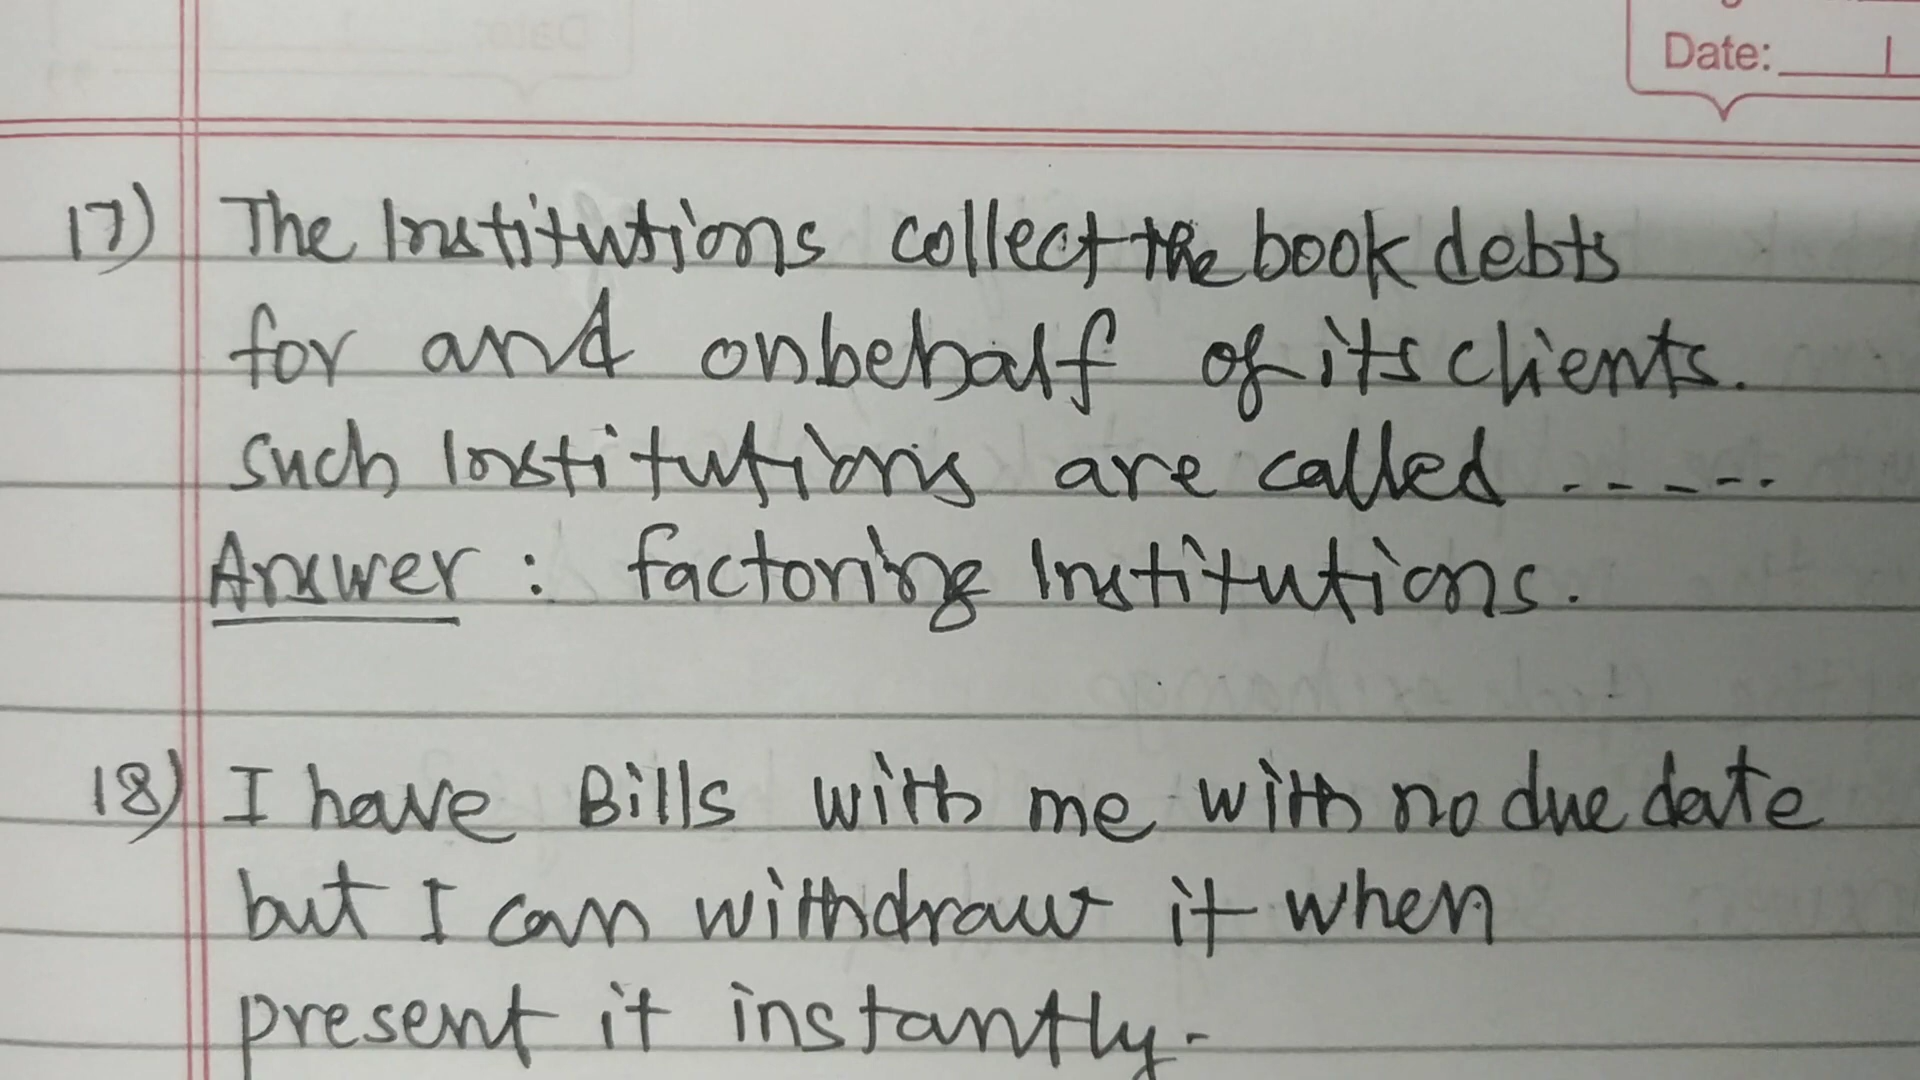 Date:
17) The Institutions collect the book debts
for and onbehalf of its clients.
such Institutions are called .-.---..
Answer : factoring Institutions.
18) I have Bills with me with no due date
but I can withdraw it when
present it instantly.